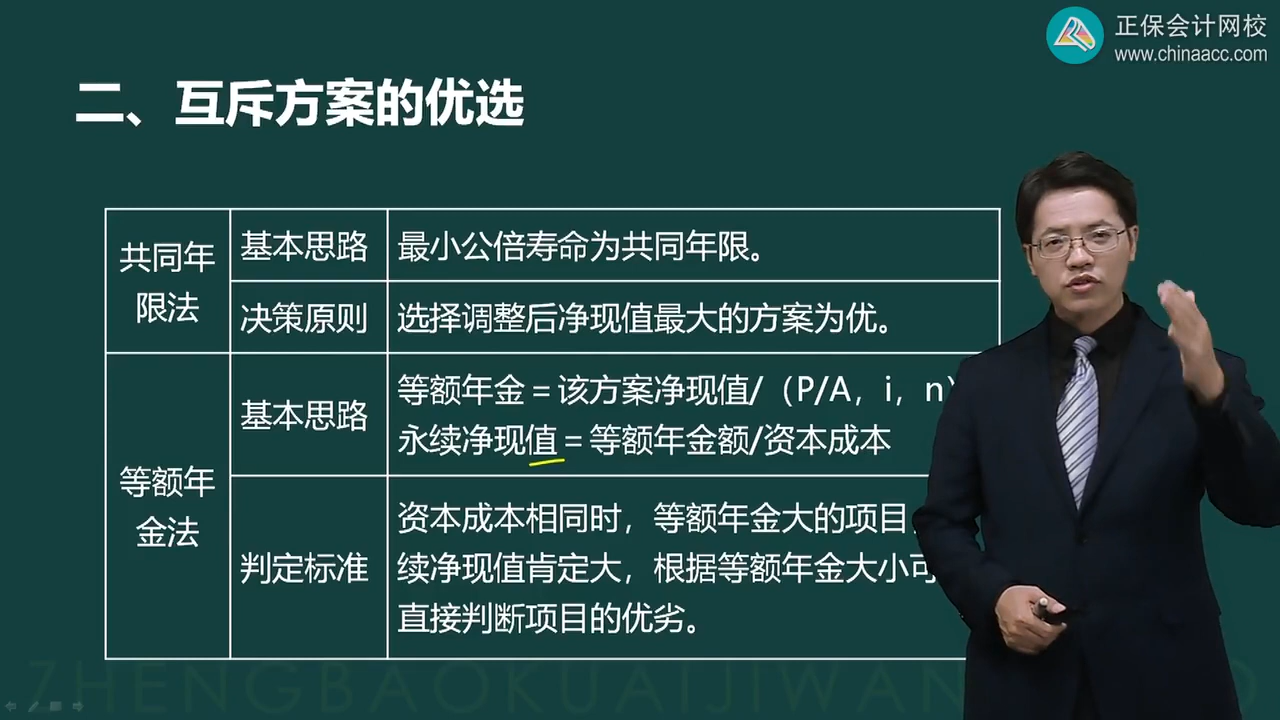 正保会计网校
www.chinaacc.com
二、互斥方案的优选
共同年
限法
基本思路
最小公倍寿命为共同年限。
决策原则
选择调整后净现值最大的方案为优。
等额年
金法
基本思路
等额年金＝该方案净现值/（P/A，i，n）
永续净现值＝等额年金额/资本成本
判定标准
资本成本相同时，等额年金大的项目
续净现值肯定大，根据等额年金大小可
直接判断项目的优劣。
ZHENGBAOKUAIJIWAN